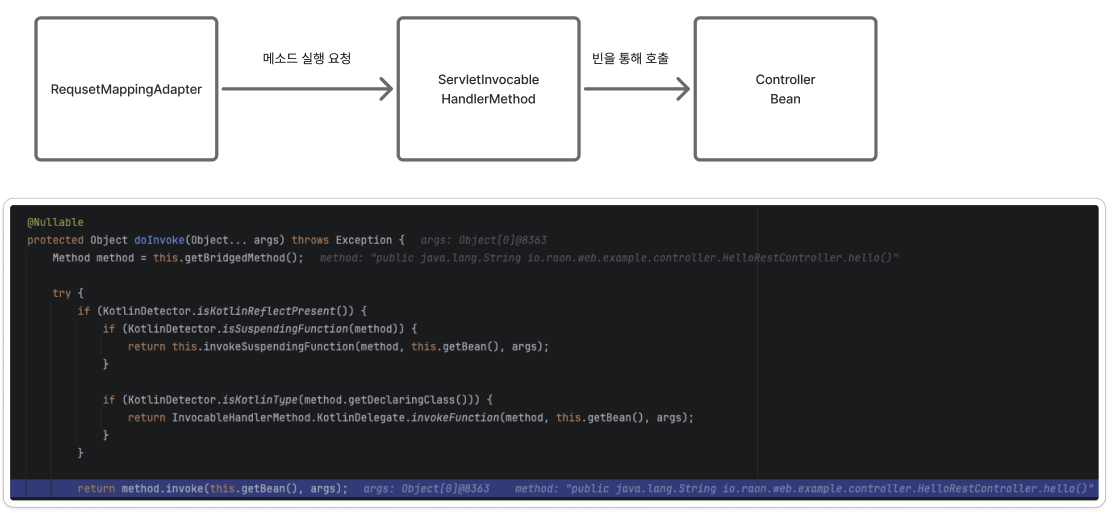 RequsetMappingAdapter
메소드 실행 요청
ServletInvocable
HandlerMethod
빈을 통해 호출
Controller
Bean
@Nullable
protected Object doInvoke(Object... args) throws Exception {   args: Object[0]@8363
    Method method = this.getBridgedMethod();   method: "public java.lang.String io.raon.web.example.controller.HelloRestController.hello()"
    try {
        if (KotlinDetector.isKotlinReflectPresent()) {
            if (KotlinDetector.isSuspendingFunction(method)) {
                return this.invokeSuspendingFunction(method, this.getBean(), args);
            }
            if (KotlinDetector.isKotlinType(method.getDeclaringClass())) {
                return InvocableHandlerMethod.KotlinDelegate.invokeFunction(method, this.getBean(), args);
            }
        }
        return method.invoke(this.getBean(), args);   args: Object[0]@8363    method: "public java.lang.String io.raon.web.example.controller.HelloRestController.hello()"